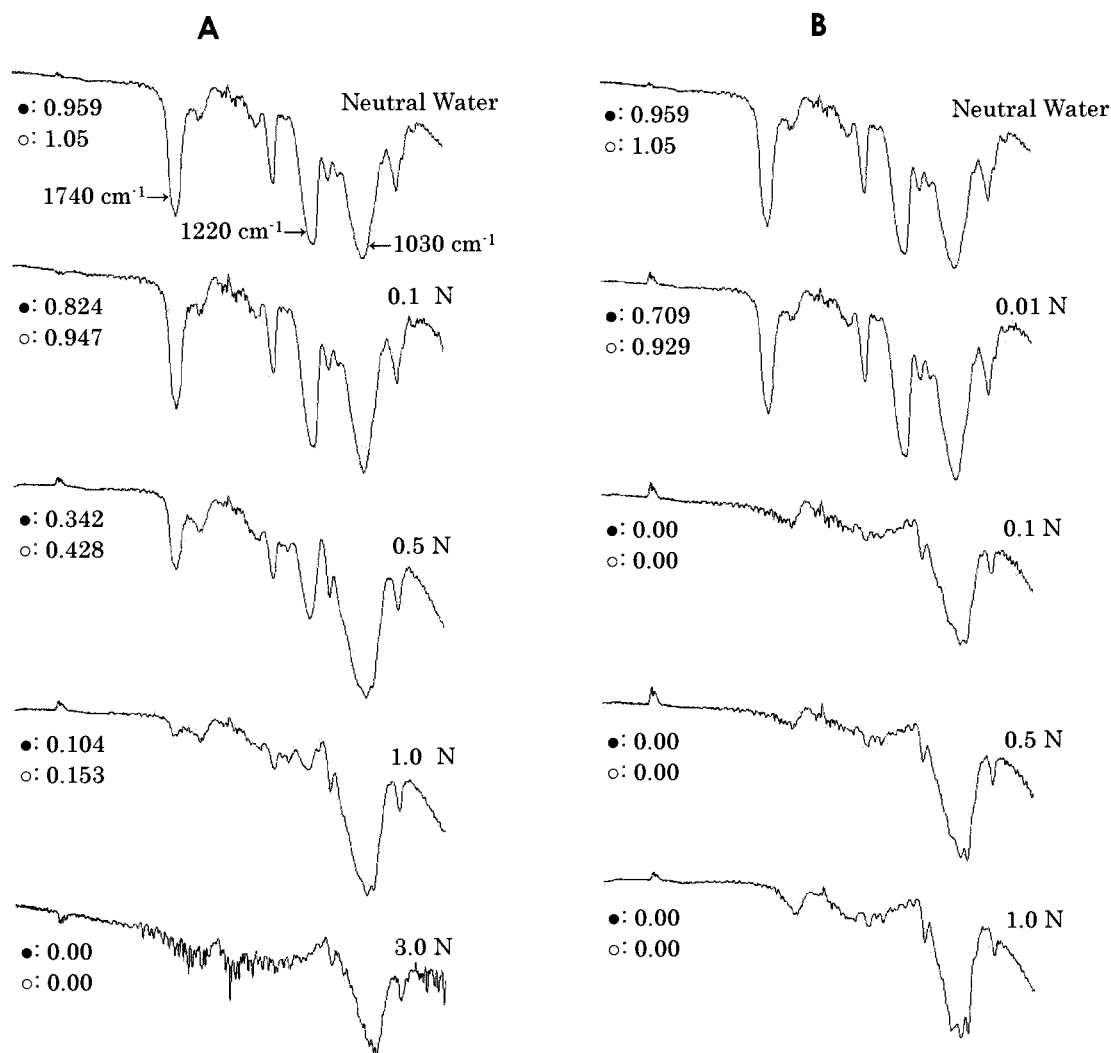 A
Neutral Water
●: 0.959
○: 1.05
1740 cm⁻¹→
1220 cm⁻¹→
←1030 cm⁻¹
0.1 N
●: 0.824
○: 0.947
0.5 N
●: 0.342
○: 0.428
1.0 N
●: 0.104
○: 0.153
3.0 N
●: 0.00
○: 0.00
B
Neutral Water
●: 0.959
○: 1.05
0.01 N
●: 0.709
○: 0.929
0.1 N
●: 0.00
○: 0.00
0.5 N
●: 0.00
○: 0.00
1.0 N
●: 0.00
○: 0.00